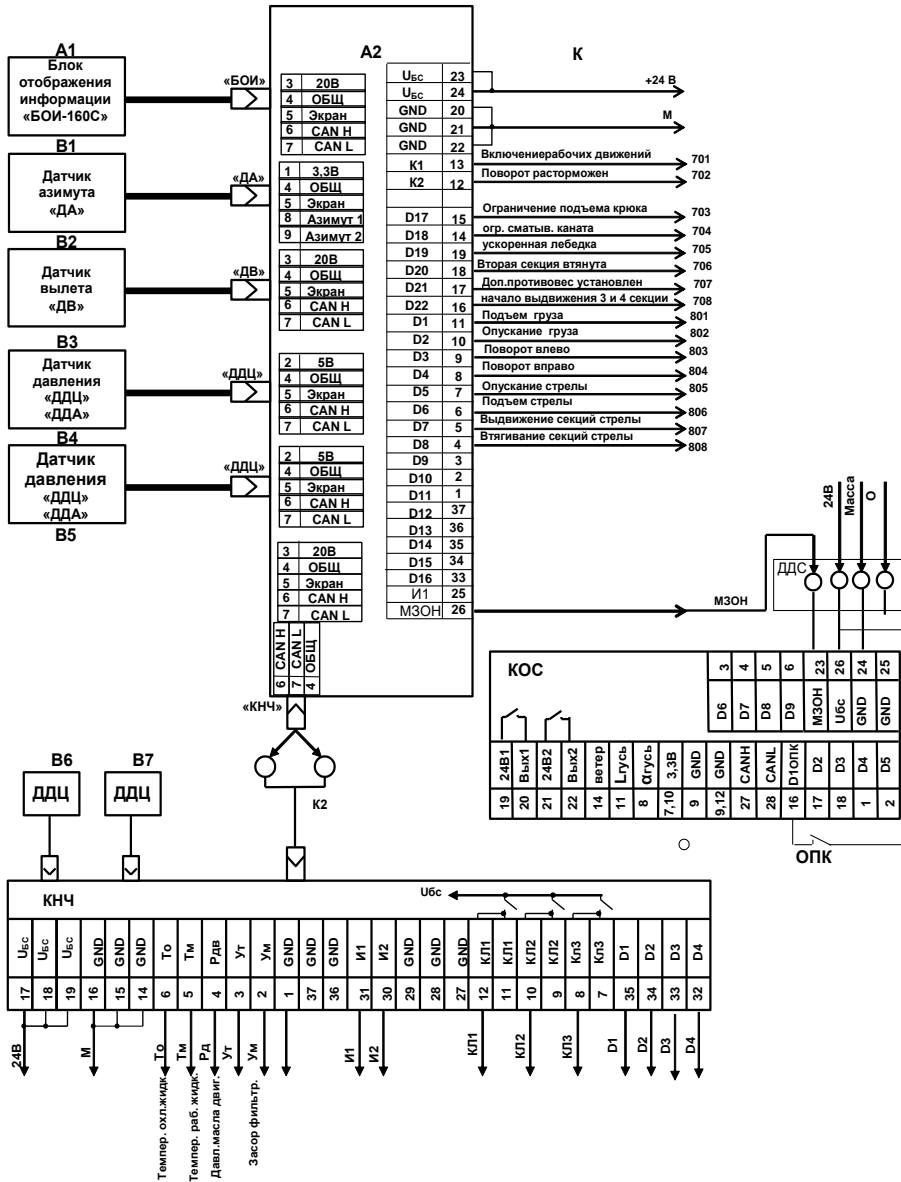 А1
Блок
отображения
информации
«БОИ-160С»
В1
Датчик
азимута
«ДА»
В2
Датчик
вылета
«ДВ»
В3
Датчик
давления
«ДДЦ»
«ДДА»
В4
Датчик
давления
«ДДЦ»
«ДДА»
В5
«БОИ»
«ДА»
«ДВ»
«ДДЦ»
«ДДЦ»
А2
3 20В
4 ОБЩ
5 Экран
6 CAN H
7 CAN L
1 3,3В
4 ОБЩ
5 Экран
8 Азимут 1
9 Азимут 2
3 20В
4 ОБЩ
5 Экран
6 CAN H
7 CAN L
2 5В
4 ОБЩ
5 Экран
6 CAN H
7 CAN L
2 5В
4 ОБЩ
5 Экран
6 CAN H
7 CAN L
3 20В
4 ОБЩ
5 Экран
6 CAN H
7 CAN L
6 CAN H
7 CAN L
4 ОБЩ
«КНЧ»
К
UБС 23
UБС 24 +24 В
GND 20
GND 21 М
GND 22
К1 13 Включениерабочих движений 701
К2 12 Поворот расторможен 702
D17 15 Ограничение подъема крюка 703
D18 14 огр. сматыв. каната 704
D19 19 ускоренная лебедка 705
D20 18 Вторая секция втянута 706
D21 17 Доп.противовес установлен 707
D22 16 начало выдвижения 3 и 4 секции 708
D1 11 Подъем груза 801
D2 10 Опускание груза 802
D3 9 Поворот влево 803
D4 8 Поворот вправо 804
D5 7 Опускание стрелы 805
D6 6 Подъем стрелы 806
D7 5 Выдвижение секций стрелы 807
D8 4 Втягивание секций стрелы 808
D9 3
D10 2
D11 1
D12 37
D13 36
D14 35
D15 34
D16 33
И1 25
МЗОН 26 МЗОН
24В
Масса
О
ДДС
КОС
3 4 5 6 23 26 24 25
D6 D7 D8 D9 МЗОН Uбс GND GND
24В1 Вых1 24В2 Вых2 ветер Lгусь αгусь 3,3В GND GND CANH CANL D1ОПК D2 D3 D4 D5
19 20 21 22 14 11 8 7,10 9 9,12 27 28 16 17 18 1 2
ОПК
В6
ДДЦ
В7
ДДЦ
К2
КНЧ
Uбс
UБС UБС UБС GND GND GND То Тм Рдв Ут Ум GND GND GND И1 И2 GND GND GND КЛ1 КЛ1 КЛ2 КЛ2 Кл3 Кл3 D1 D2 D3 D4
17 18 19 16 15 14 6 5 4 3 2 1 37 36 31 30 29 28 27 12 11 10 9 8 7 35 34 33 32
24В М То Тм Рд Ут Ум И1 И2 КЛ1 КЛ2 КЛ3 D1 D2 D3 D4
Темпер. охл.жидк
Темпер. раб. жидк.
Давл.масла двиг.
Засор фильтр.